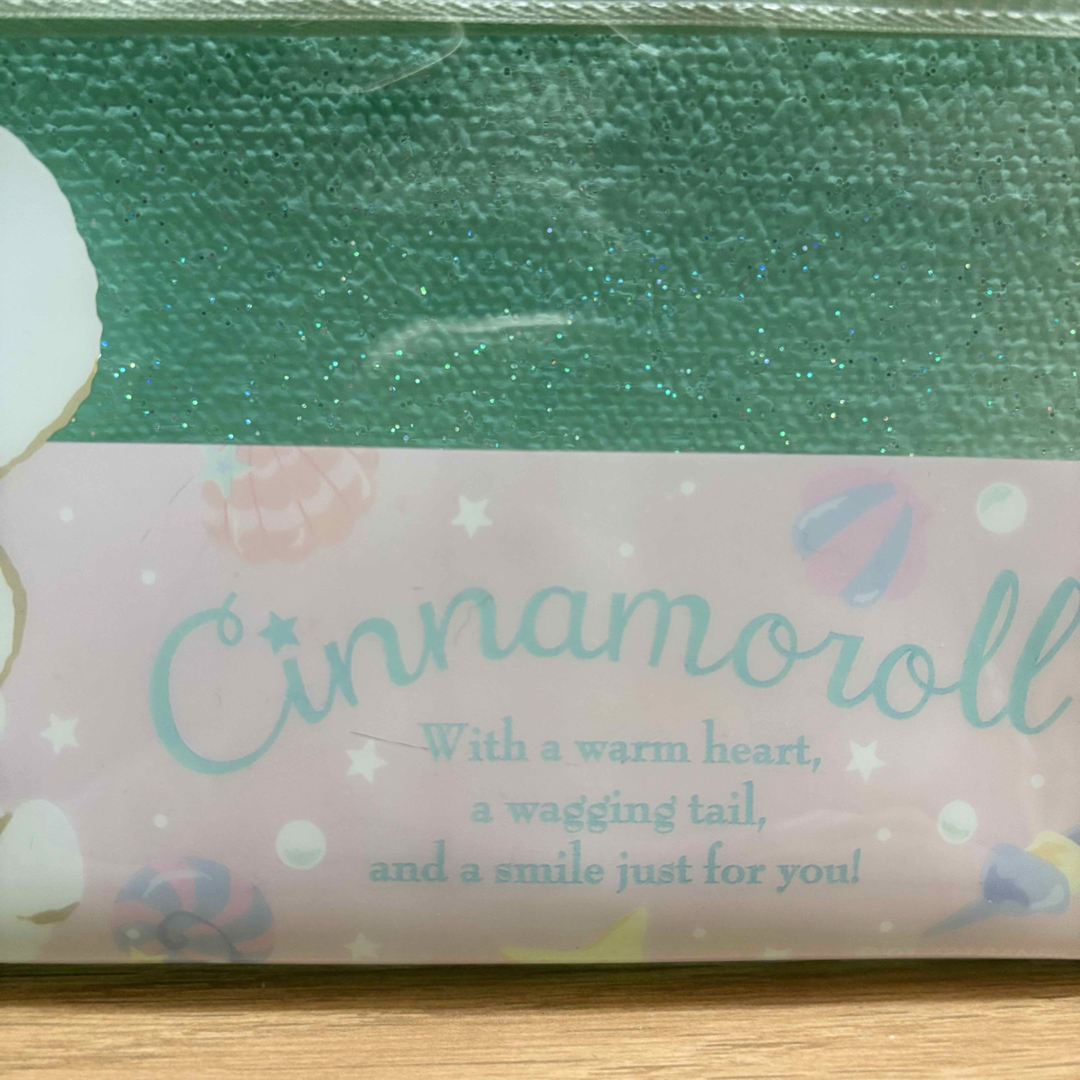 Cinnamoroll
With a warm heart,
a wagging tail,
and a smile just for you!